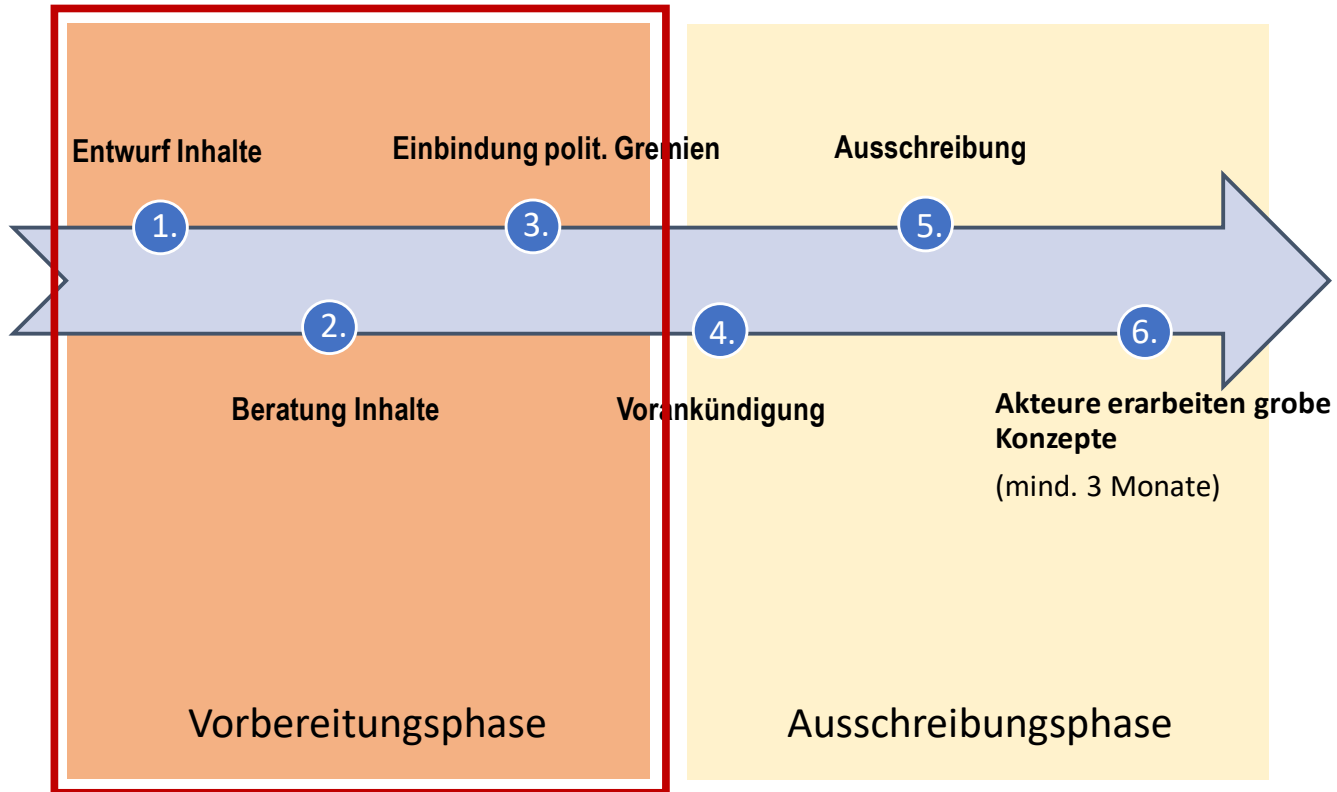 Entwurf Inhalte
Einbindung polit. Gremien
Ausschreibung
1.
3.
5.
2.
4.
6.
Beratung Inhalte
Vorankündigung
Akteure erarbeiten grobe
Konzepte
(mind. 3 Monate)
Vorbereitungsphase
Ausschreibungsphase